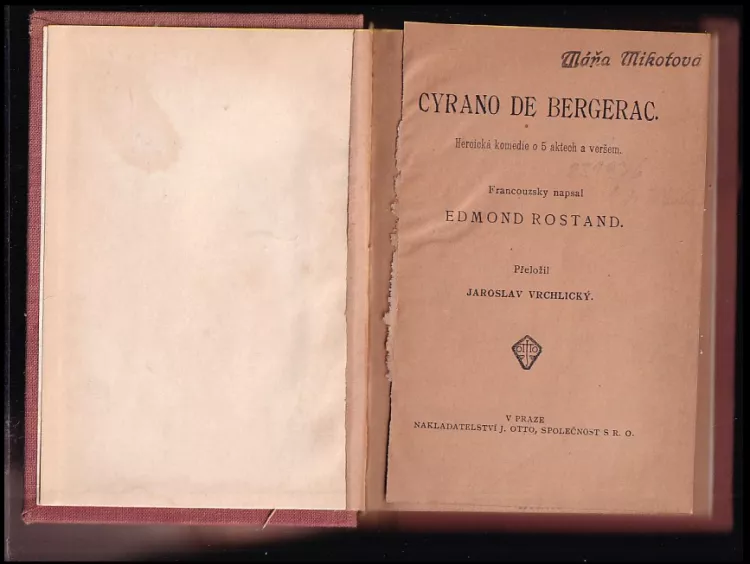 Máňa Mikotová
CYRANO DE BERGERAC.
Heroická komedie o 5 aktech a veršem.
Francouzsky napsal
EDMOND ROSTAND.
Přeložil
JAROSLAV VRCHLICKÝ.
OTTO
V PRAZE
NAKLADATELSTVÍ J. OTTO, SPOLEČNOST S R. O.